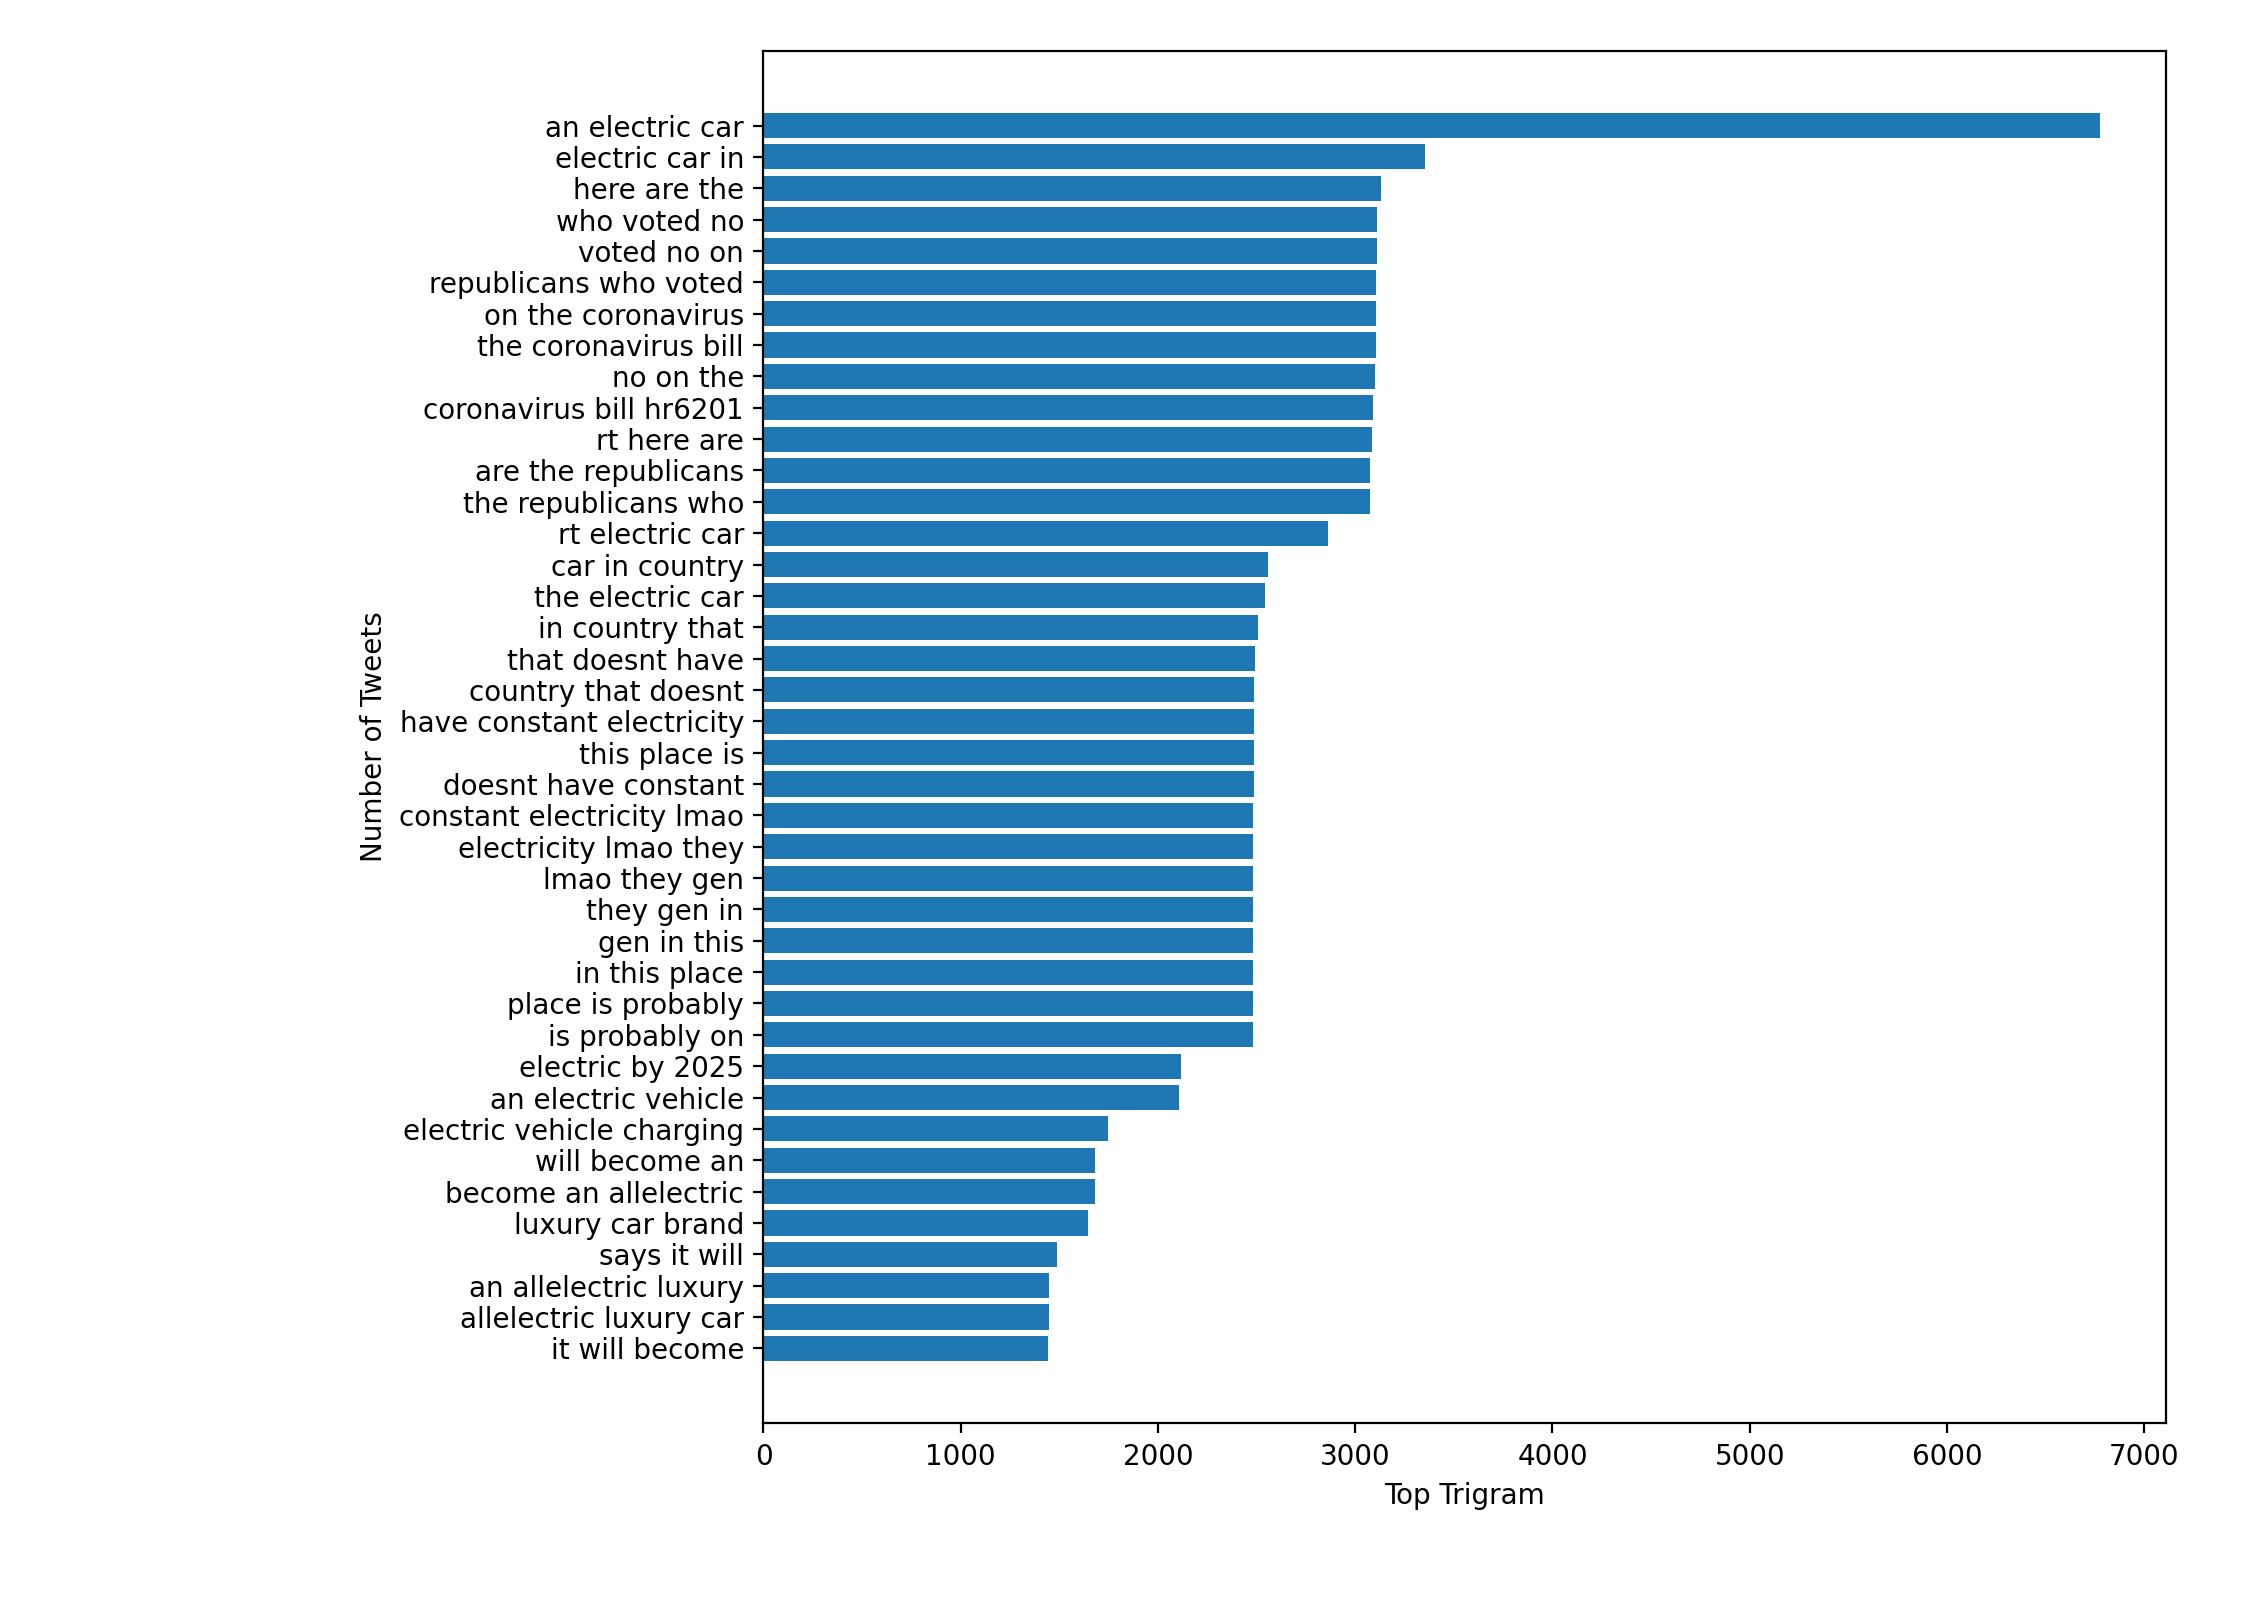 an electric car
electric car in
here are the
who voted no
voted no on
republicans who voted
on the coronavirus
the coronavirus bill
no on the
coronavirus bill hr6201
rt here are
are the republicans
the republicans who
rt electric car
car in country
the electric car
in country that
that doesnt have
country that doesnt
have constant electricity
this place is
doesnt have constant
constant electricity lmao
electricity lmao they
lmao they gen
they gen in
gen in this
in this place
place is probably
is probably on
electric by 2025
an electric vehicle
electric vehicle charging
will become an
become an allelectric
luxury car brand
says it will
an allelectric luxury
allelectric luxury car
it will become
Number of Tweets
0 1000 2000 3000 4000 5000 6000 7000
Top Trigram